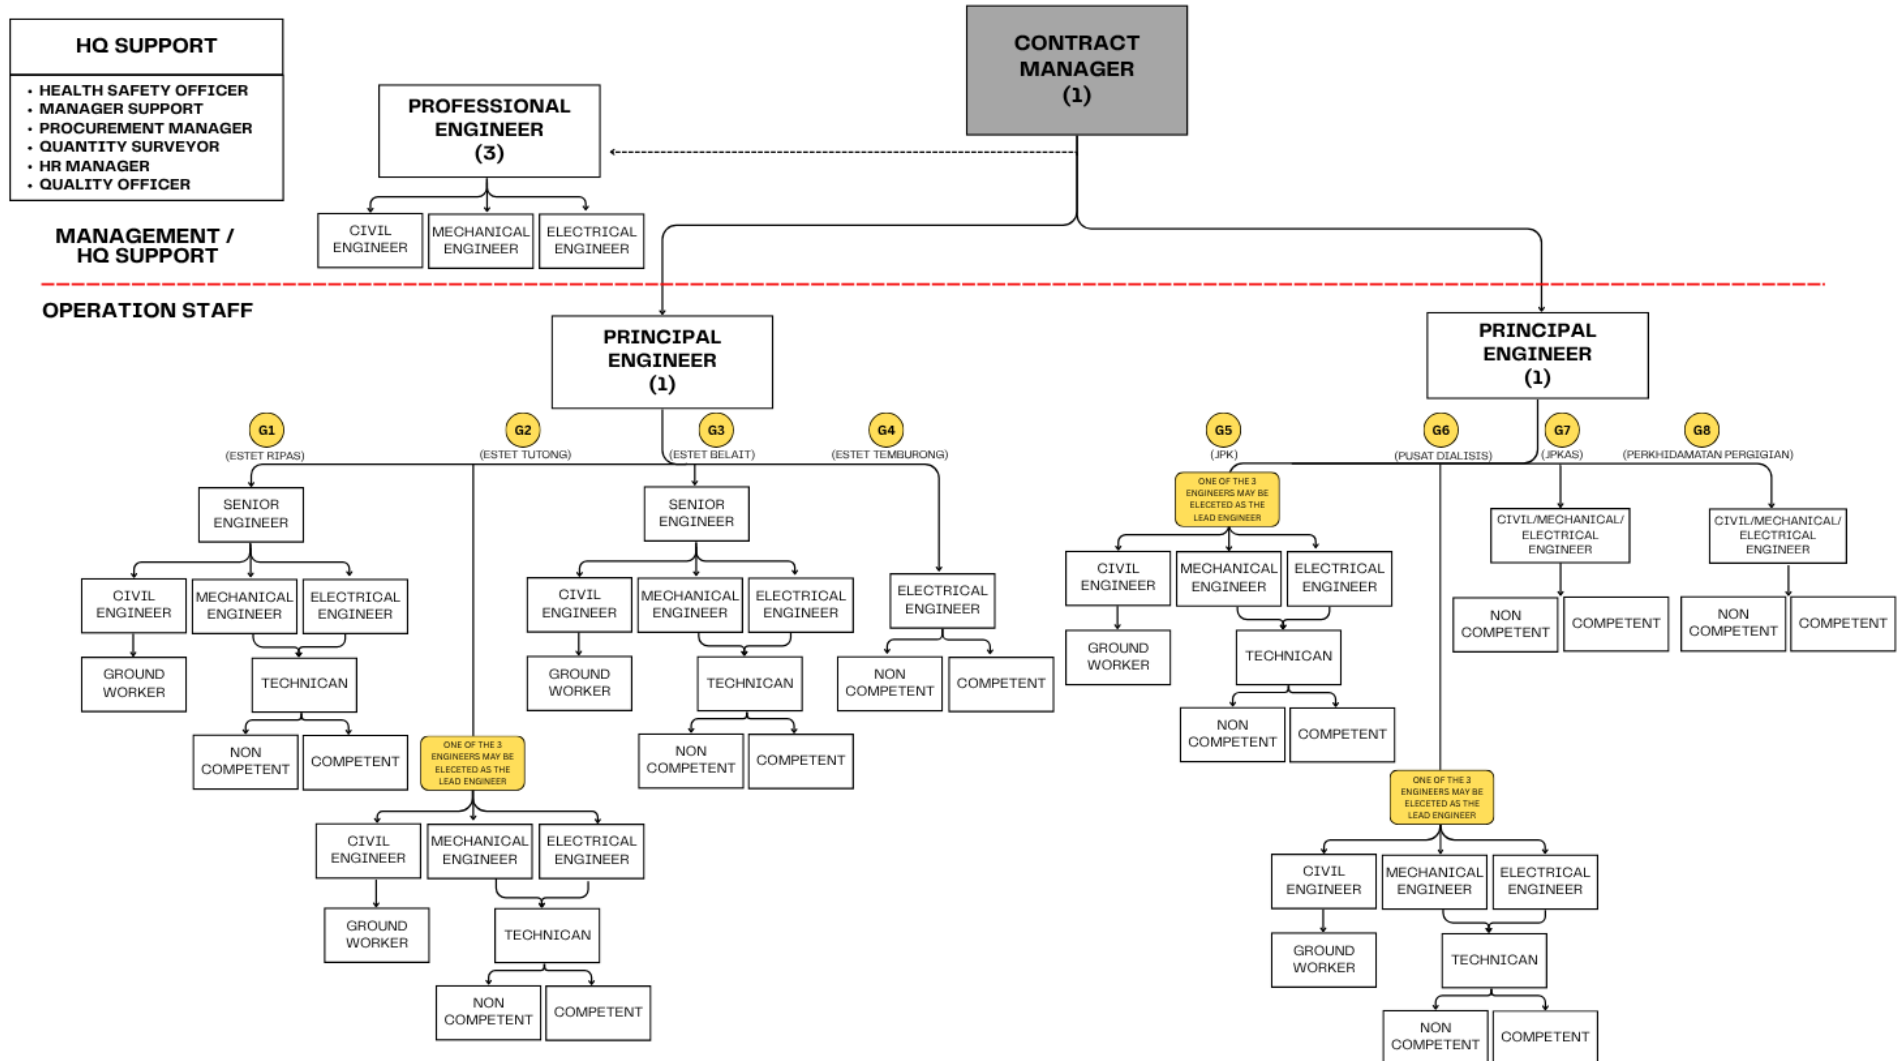 HQ SUPPORT
• HEALTH SAFETY OFFICER
• MANAGER SUPPORT
• PROCUREMENT MANAGER
• QUANTITY SURVEYOR
• HR MANAGER
• QUALITY OFFICER
MANAGEMENT /
HQ SUPPORT
CONTRACT
MANAGER
(1)
PROFESSIONAL
ENGINEER
(3)
CIVIL
ENGINEER
MECHANICAL
ENGINEER
ELECTRICAL
ENGINEER
OPERATION STAFF
PRINCIPAL
ENGINEER
(1)
G1
(ESTET RIPAS)
SENIOR
ENGINEER
CIVIL
ENGINEER
MECHANICAL
ENGINEER
ELECTRICAL
ENGINEER
GROUND
WORKER
TECHNICAN
NON
COMPETENT
COMPETENT
G2
(ESTET TUTONG)
ONE OF THE 3
ENGINEERS MAY BE
ELECETED AS THE
LEAD ENGINEER
CIVIL
ENGINEER
MECHANICAL
ENGINEER
ELECTRICAL
ENGINEER
GROUND
WORKER
TECHNICAN
NON
COMPETENT
COMPETENT
G3
(ESTET BELAIT)
SENIOR
ENGINEER
CIVIL
ENGINEER
MECHANICAL
ENGINEER
ELECTRICAL
ENGINEER
GROUND
WORKER
TECHNICAN
NON
COMPETENT
COMPETENT
G4
(ESTET TEMBURONG)
ELECTRICAL
ENGINEER
NON
COMPETENT
COMPETENT
PRINCIPAL
ENGINEER
(1)
G5
(JPK)
ONE OF THE 3
ENGINEERS MAY BE
ELECETED AS THE
LEAD ENGINEER
CIVIL
ENGINEER
MECHANICAL
ENGINEER
ELECTRICAL
ENGINEER
GROUND
WORKER
TECHNICAN
NON
COMPETENT
COMPETENT
G6
(PUSAT DIALISIS)
ONE OF THE 3
ENGINEERS MAY BE
ELECETED AS THE
LEAD ENGINEER
CIVIL
ENGINEER
MECHANICAL
ENGINEER
ELECTRICAL
ENGINEER
GROUND
WORKER
TECHNICAN
NON
COMPETENT
COMPETENT
G7
(JPKAS)
CIVIL/MECHANICAL/
ELECTRICAL
ENGINEER
NON
COMPETENT
COMPETENT
G8
(PERKHIDAMATAN PERGIGIAN)
CIVIL/MECHANICAL/
ELECTRICAL
ENGINEER
NON
COMPETENT
COMPETENT